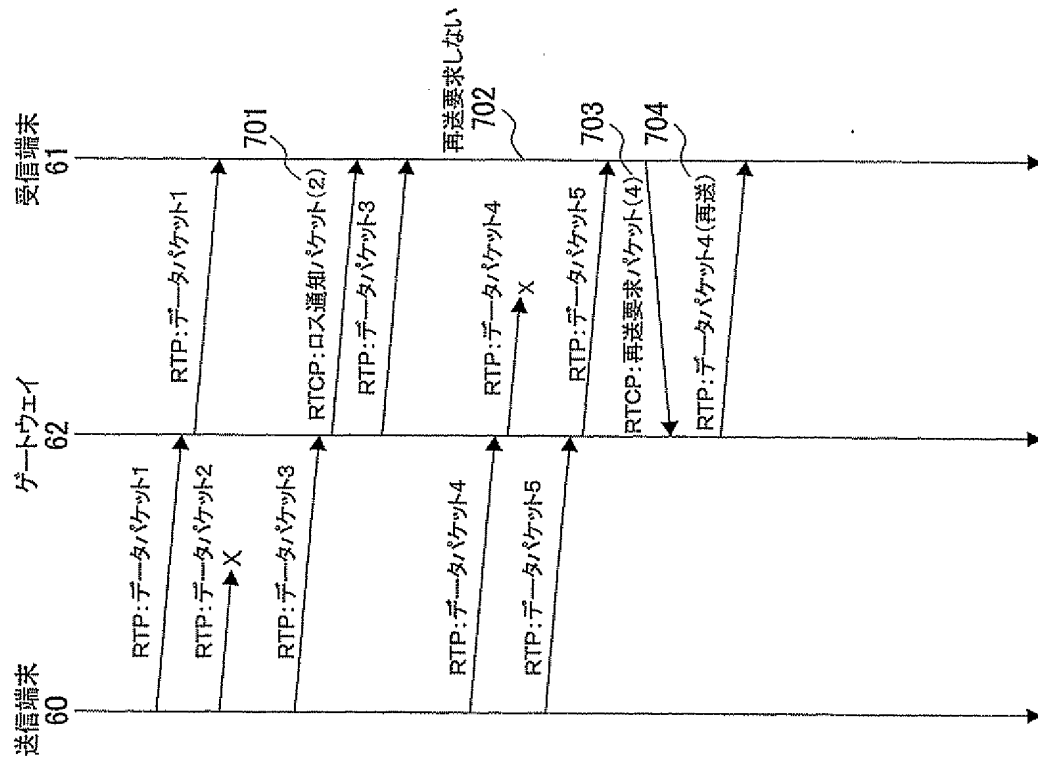 送信端末
60
ゲートウェイ
62
受信端末
61
RTP:データパケット1
RTP:データパケット1
RTP:データパケット2
X
RTP:データパケット3
701
RTCP:ロス通知パケット(2)
RTP:データパケット3
再送要求しない
702
RTP:データパケット4
RTP:データパケット4
X
RTP:データパケット5
RTP:データパケット5
703
RTCP:再送要求パケット(4)
704
RTP:データパケット4(再送)